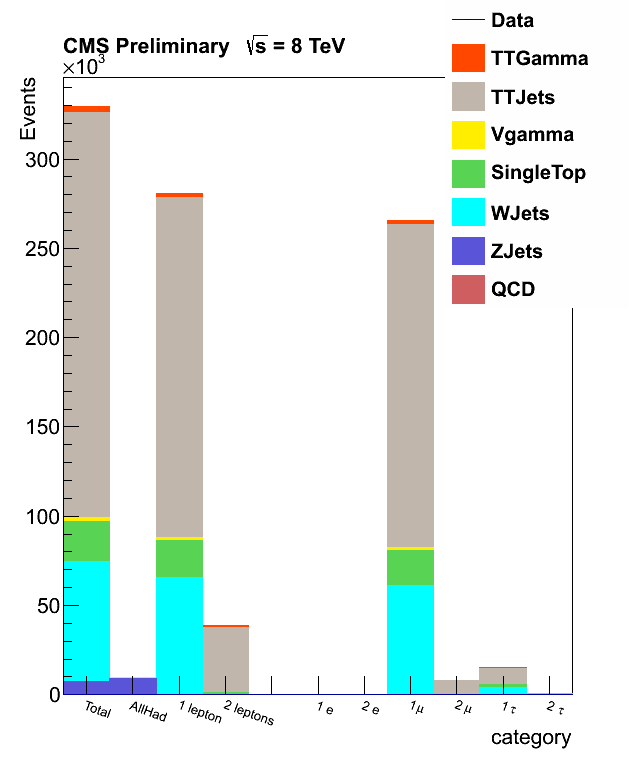 CMS Preliminary √s = 8 TeV
×10³
Events
300
250
200
150
100
50
0
Total AllHad 1 lepton 2 leptons 1 e 2 e 1 μ 2 μ 1 τ 2 τ
category
Data
TTGamma
TTJets
Vgamma
SingleTop
WJets
ZJets
QCD